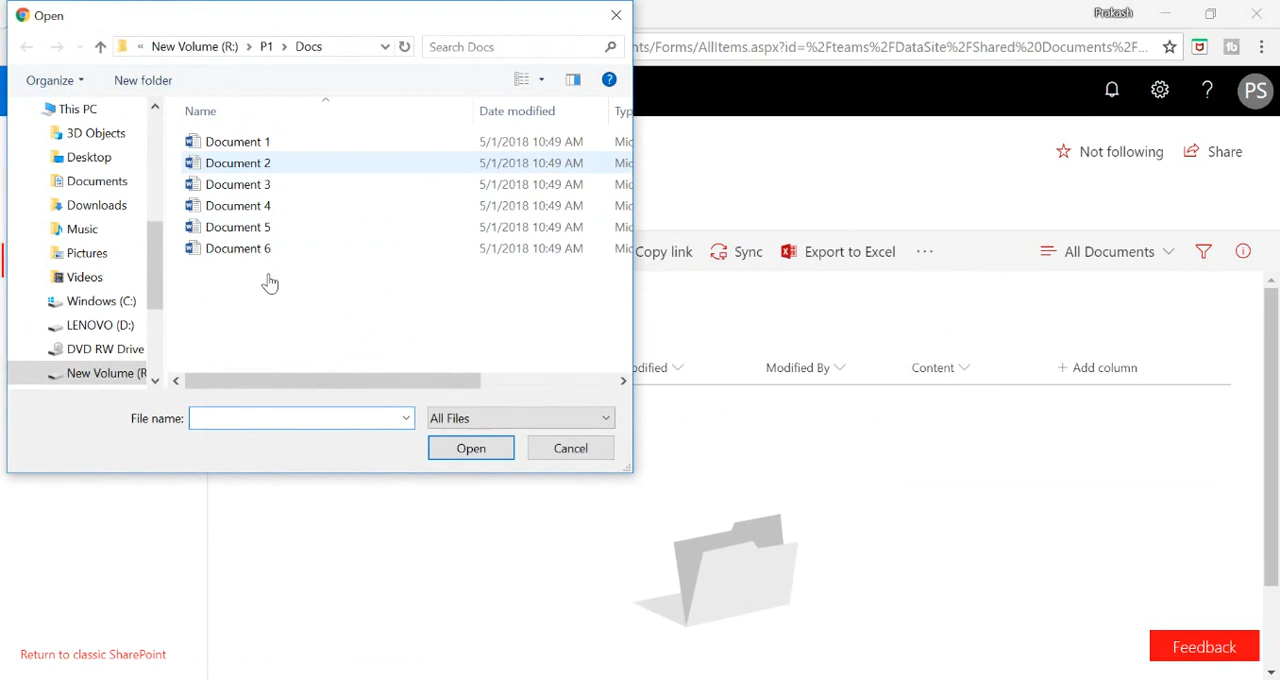 Open
Prakash
« New Volume (R:) > P1 > Docs
Search Docs
nts/Forms/AllItems.aspx?id=%2Fteams%2FDataSite%2FShared%20Documents%2F...
Organize
New folder
PS
This PC
3D Objects
Desktop
Documents
Downloads
Music
Pictures
Videos
Windows (C:)
LENOVO (D:)
DVD RW Drive
New Volume (R
Name Date modified Ty
Document 1 5/1/2018 10:49 AM Mic
Document 2 5/1/2018 10:49 AM Mic
Document 3 5/1/2018 10:49 AM Mic
Document 4 5/1/2018 10:49 AM Mic
Document 5 5/1/2018 10:49 AM Mic
Document 6 5/1/2018 10:49 AM Mic
File name:
All Files
Open
Cancel
Not following
Share
Copy link
Sync
Export to Excel
...
All Documents
odified
Modified By
Content
+ Add column
Return to classic SharePoint
Feedback